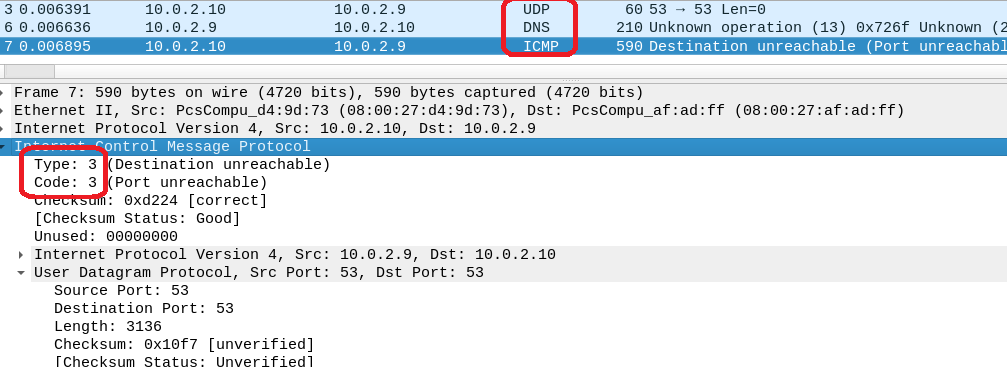 3 0.006391 10.0.2.10 10.0.2.9 UDP 60 53 → 53 Len=0
6 0.006636 10.0.2.9 10.0.2.10 DNS 210 Unknown operation (13) 0x726f Unknown (2
7 0.006895 10.0.2.10 10.0.2.9 ICMP 590 Destination unreachable (Port unreachabl
Frame 7: 590 bytes on wire (4720 bits), 590 bytes captured (4720 bits)
Ethernet II, Src: PcsCompu_d4:9d:73 (08:00:27:d4:9d:73), Dst: PcsCompu_af:ad:ff (08:00:27:af:ad:ff)
Internet Protocol Version 4, Src: 10.0.2.10, Dst: 10.0.2.9
Internet Control Message Protocol
Type: 3 (Destination unreachable)
Code: 3 (Port unreachable)
Checksum: 0xd224 [correct]
[Checksum Status: Good]
Unused: 00000000
Internet Protocol Version 4, Src: 10.0.2.9, Dst: 10.0.2.10
User Datagram Protocol, Src Port: 53, Dst Port: 53
Source Port: 53
Destination Port: 53
Length: 3136
Checksum: 0x10f7 [unverified]
[Checksum Status: Unverified]